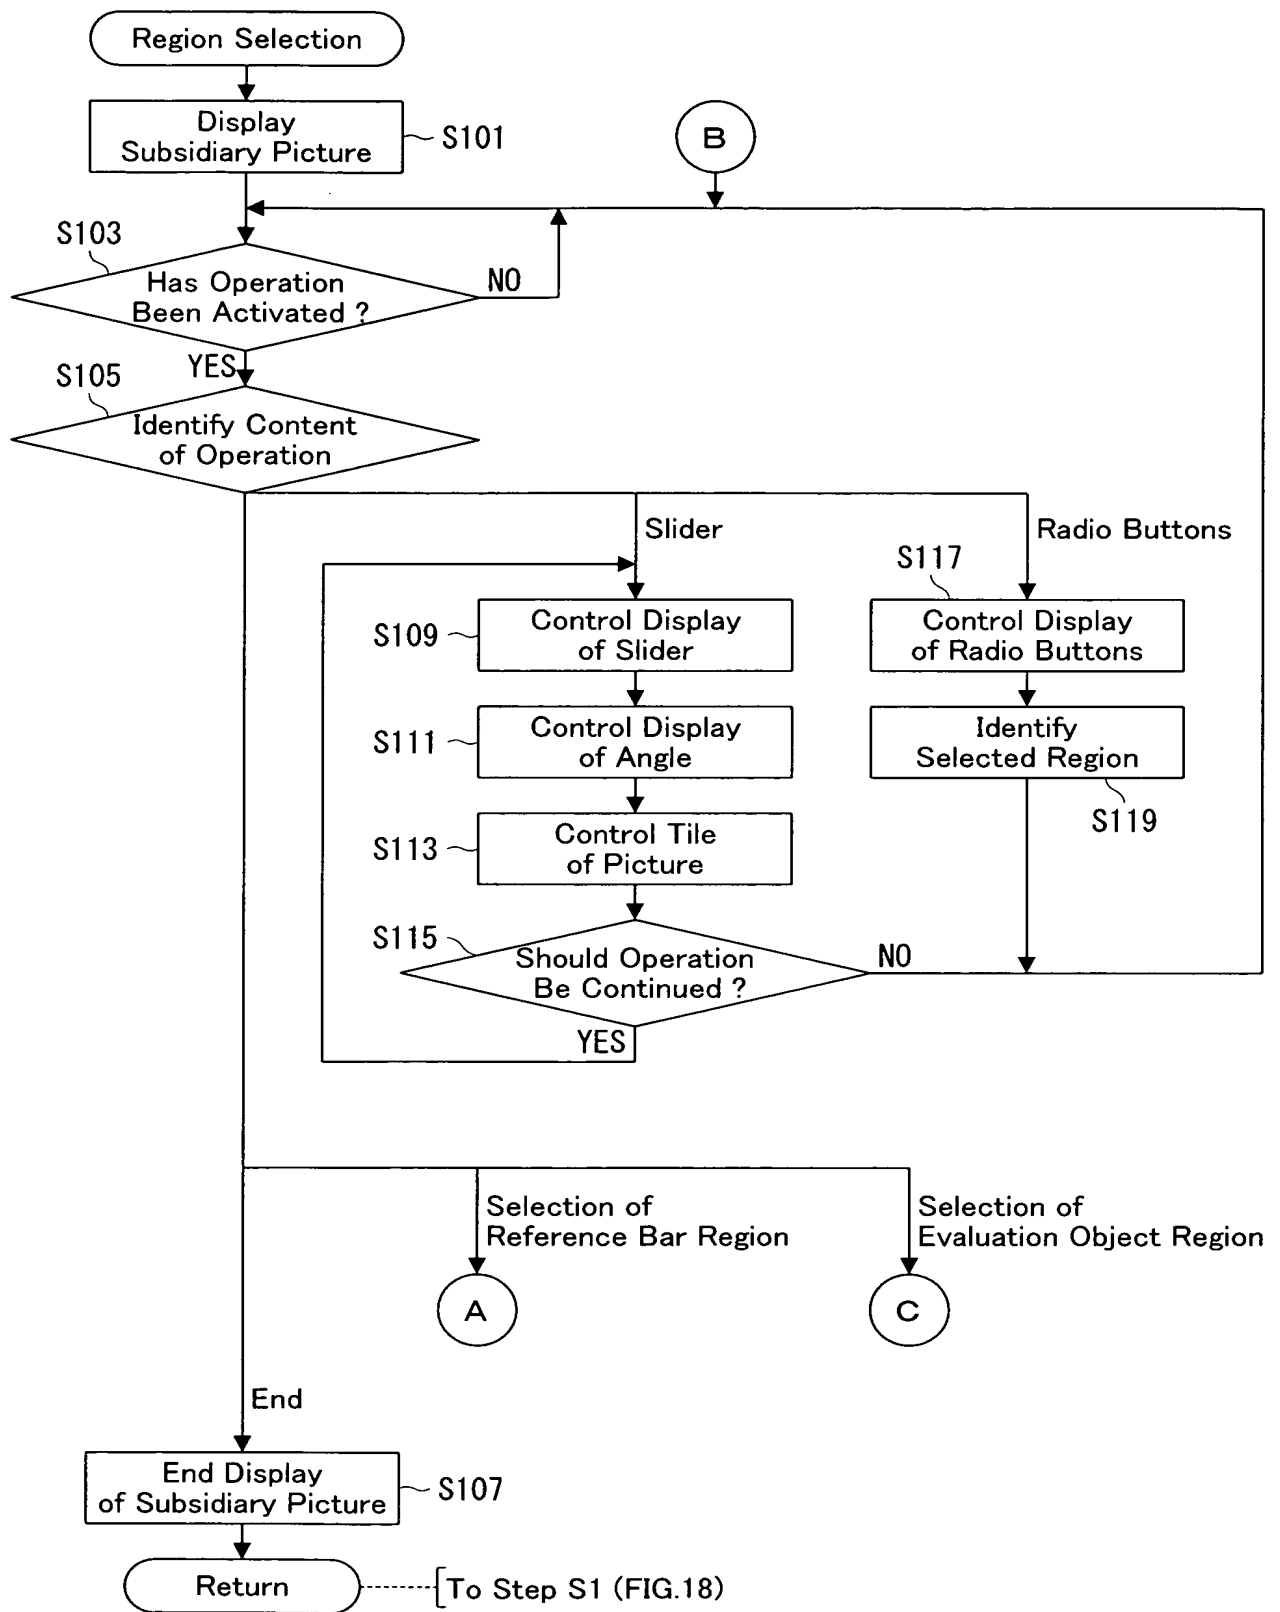 Region Selection
Display
Subsidiary Picture
S101
B
S103
Has Operation
Been Activated ?
NO
YES
S105
Identify Content
of Operation
Slider
Radio Buttons
S117
S109
Control Display
of Slider
Control Display
of Radio Buttons
S111
Control Display
of Angle
Identify
Selected Region
S119
S113
Control Tile
of Picture
S115
Should Operation
Be Continued ?
NO
YES
Selection of
Reference Bar Region
Selection of
Evaluation Object Region
A
C
End
End Display
of Subsidiary Picture
S107
Return
To Step S1 (FIG.18)